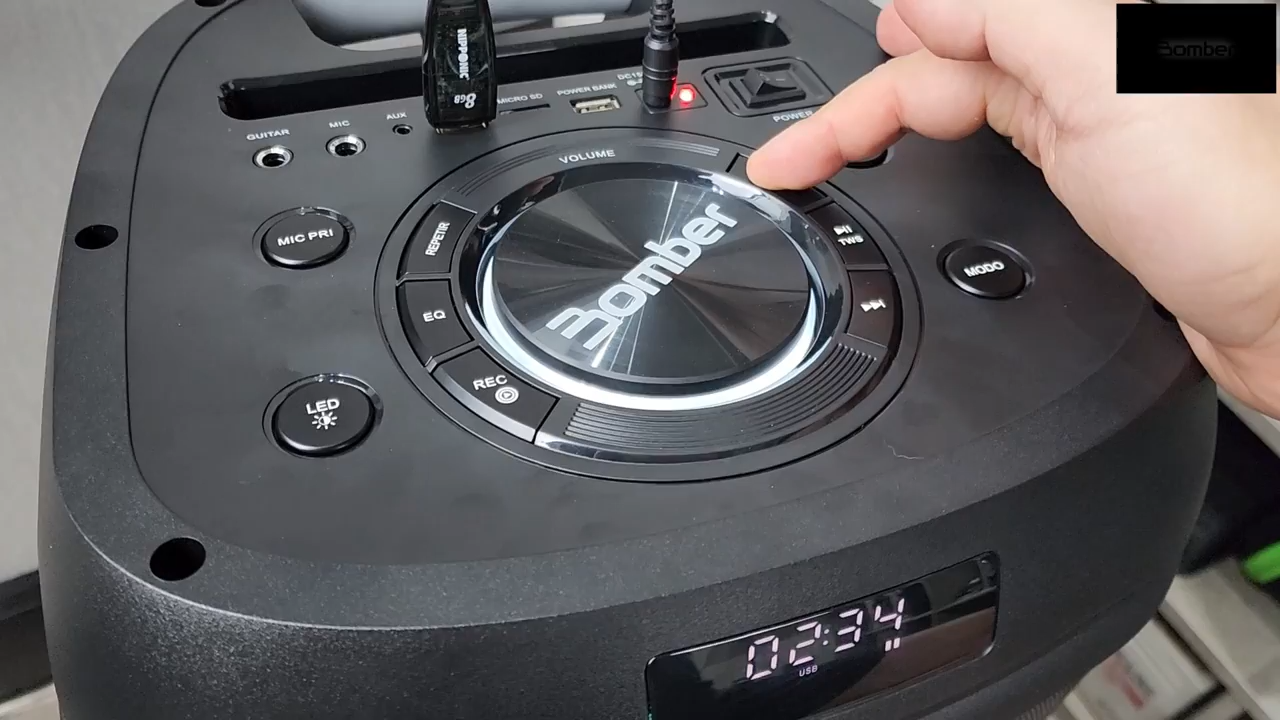 Bomber
NIPPONIC
8GB
MICRO SD
POWER BANK
GUITAR
MIC
AUX
POWER
VOLUME
MIC PRI
REPETIR
TWS
MODO
Bomber
EQ
REC
LED
02:34
USB